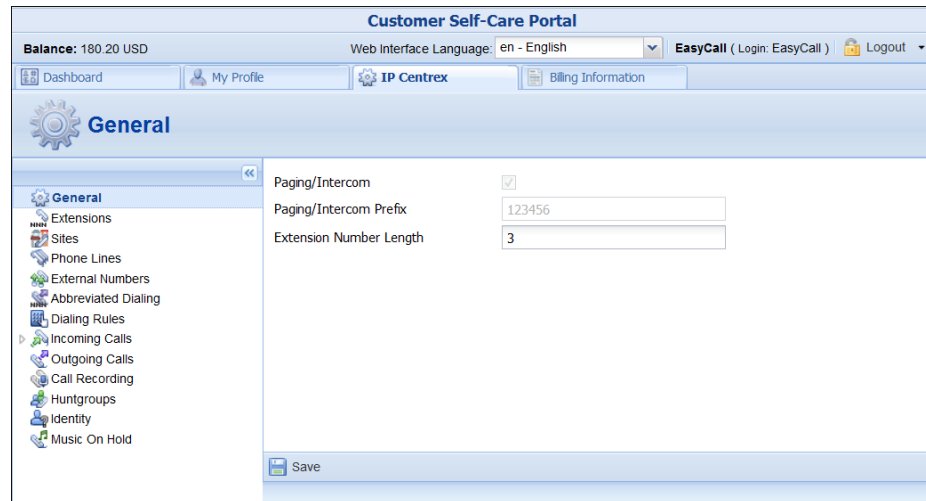 Customer Self-Care Portal
Balance: 180.20 USD Web Interface Language: en - English EasyCall ( Login: EasyCall ) Logout
Dashboard My Profile IP Centrex Billing Information
General
General
Extensions
Sites
Phone Lines
External Numbers
Abbreviated Dialing
Dialing Rules
Incoming Calls
Outgoing Calls
Call Recording
Huntgroups
Identity
Music On Hold
Paging/Intercom
Paging/Intercom Prefix 123456
Extension Number Length 3
Save